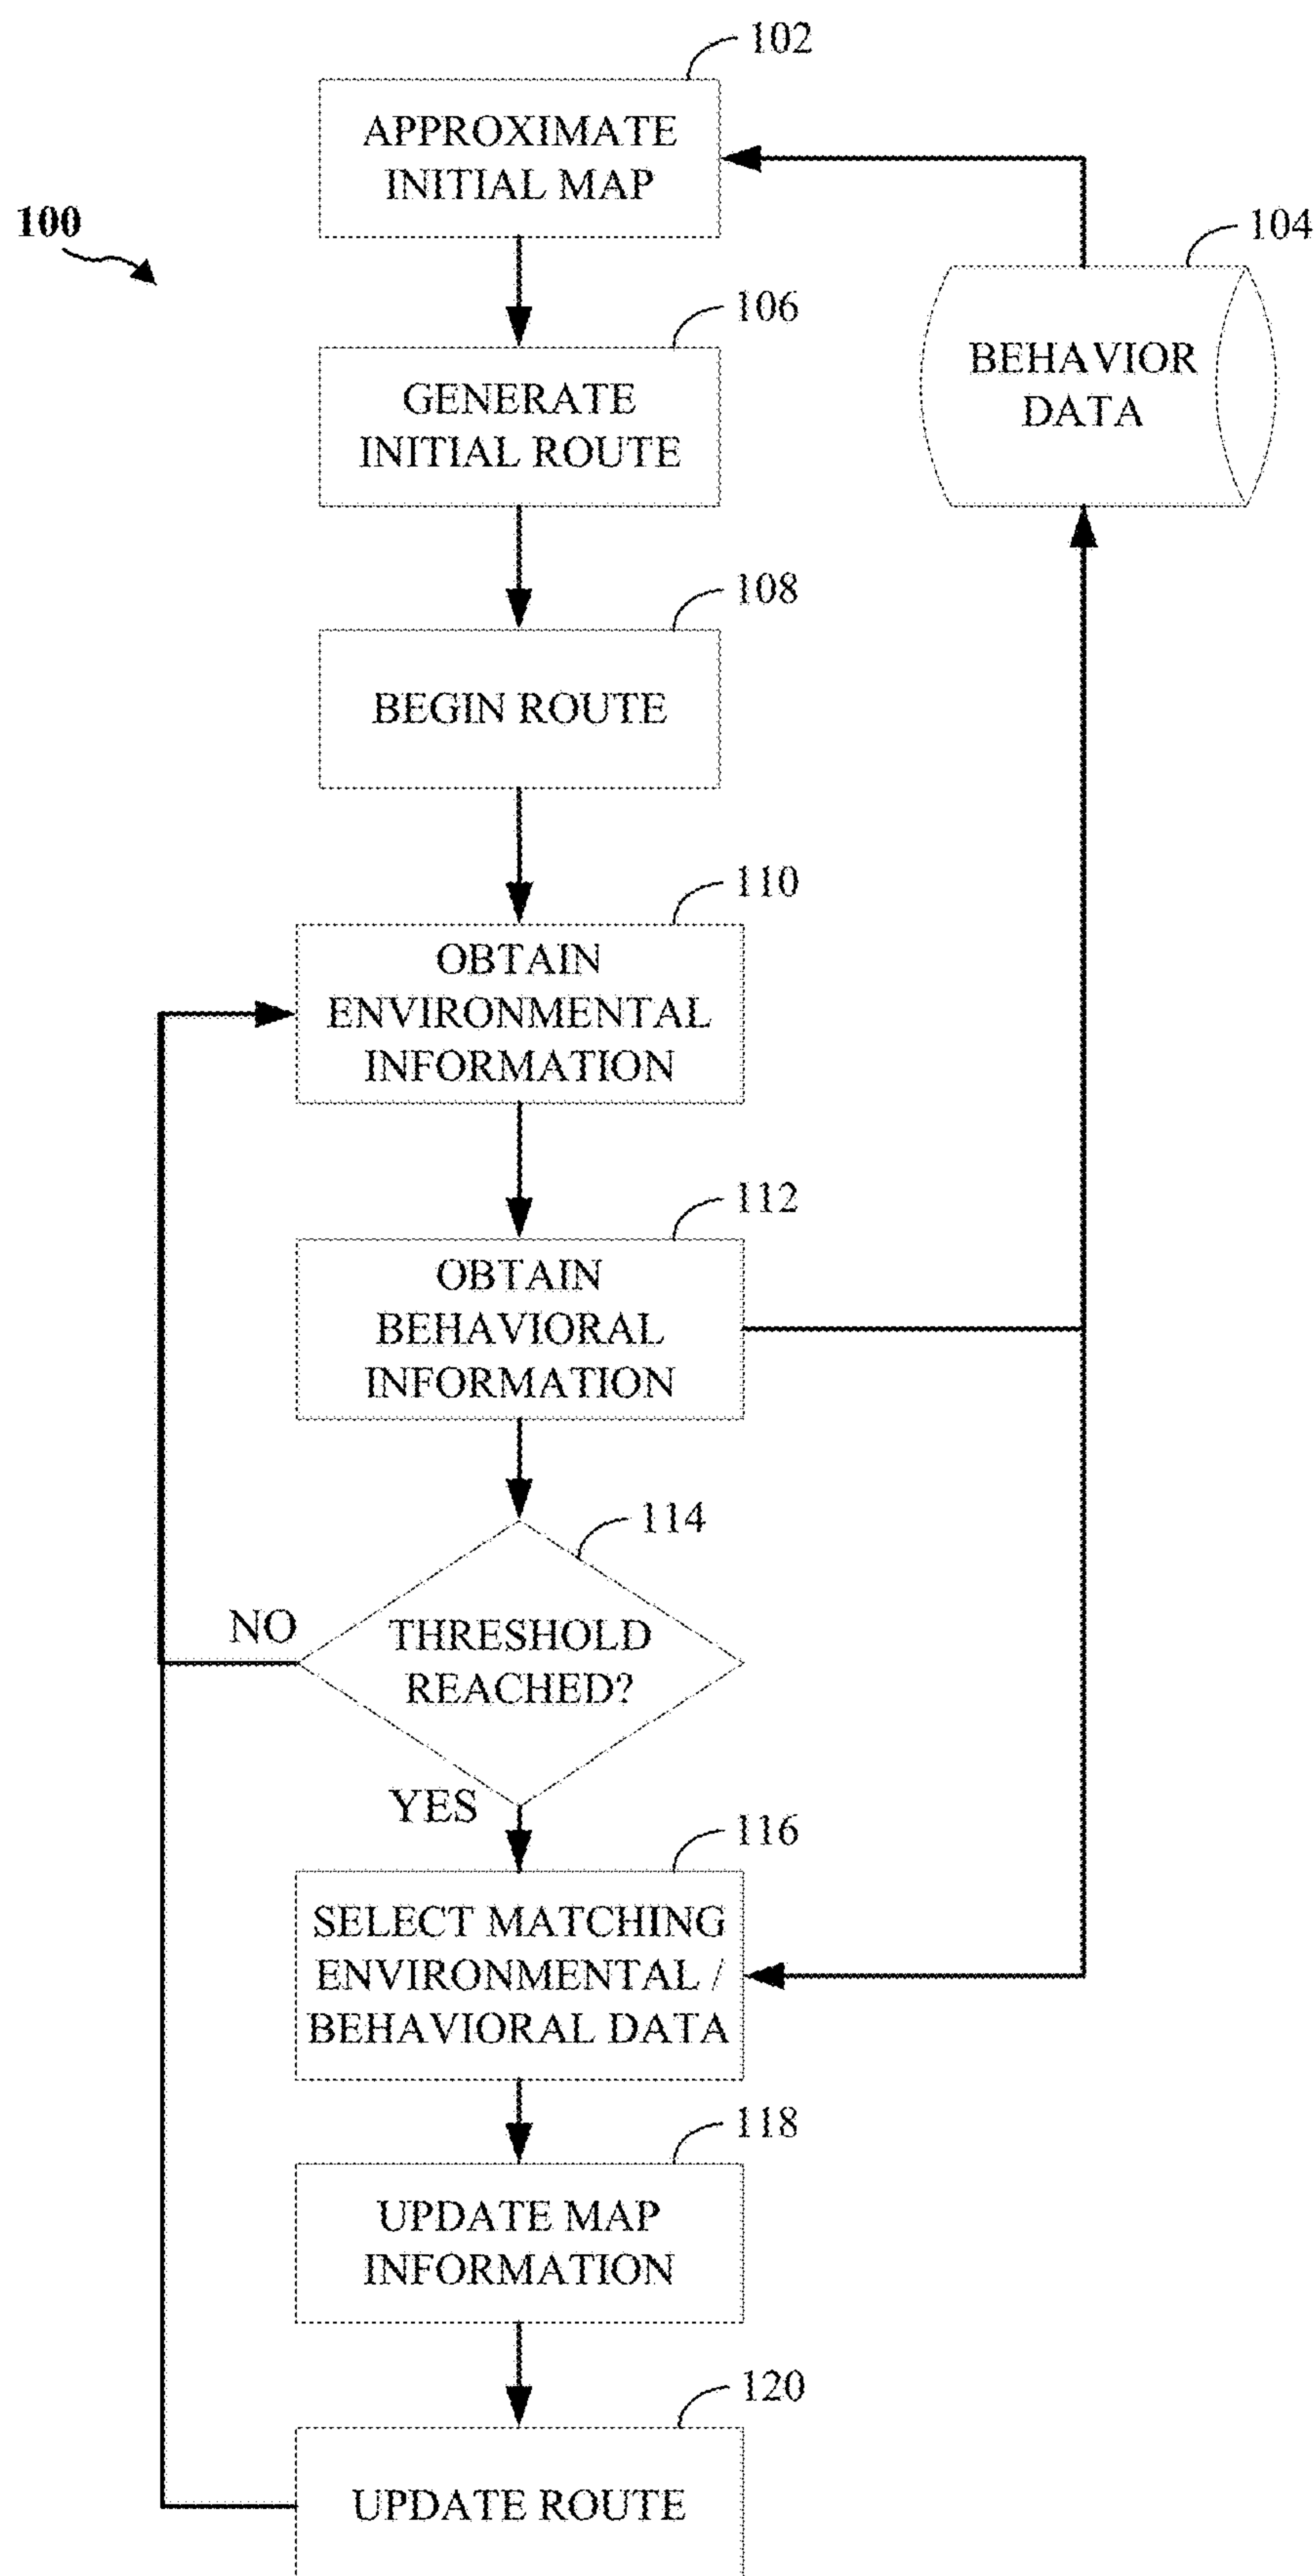 102
APPROXIMATE
INITIAL MAP
100
104
106
BEHAVIOR
DATA
GENERATE
INITIAL ROUTE
108
BEGIN ROUTE
110
OBTAIN
ENVIRONMENTAL
INFORMATION
112
OBTAIN
BEHAVIORAL
INFORMATION
114
NO
THRESHOLD
REACHED?
YES
116
SELECT MATCHING
ENVIRONMENTAL /
BEHAVIORAL DATA
118
UPDATE MAP
INFORMATION
120
UPDATE ROUTE